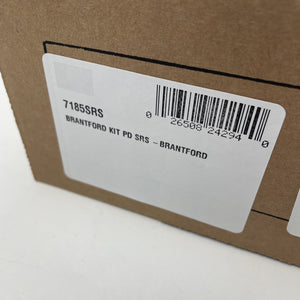 7185SRS
BRANTFORD KIT PD SRS - BRANTFORD
0 26508 24294 0